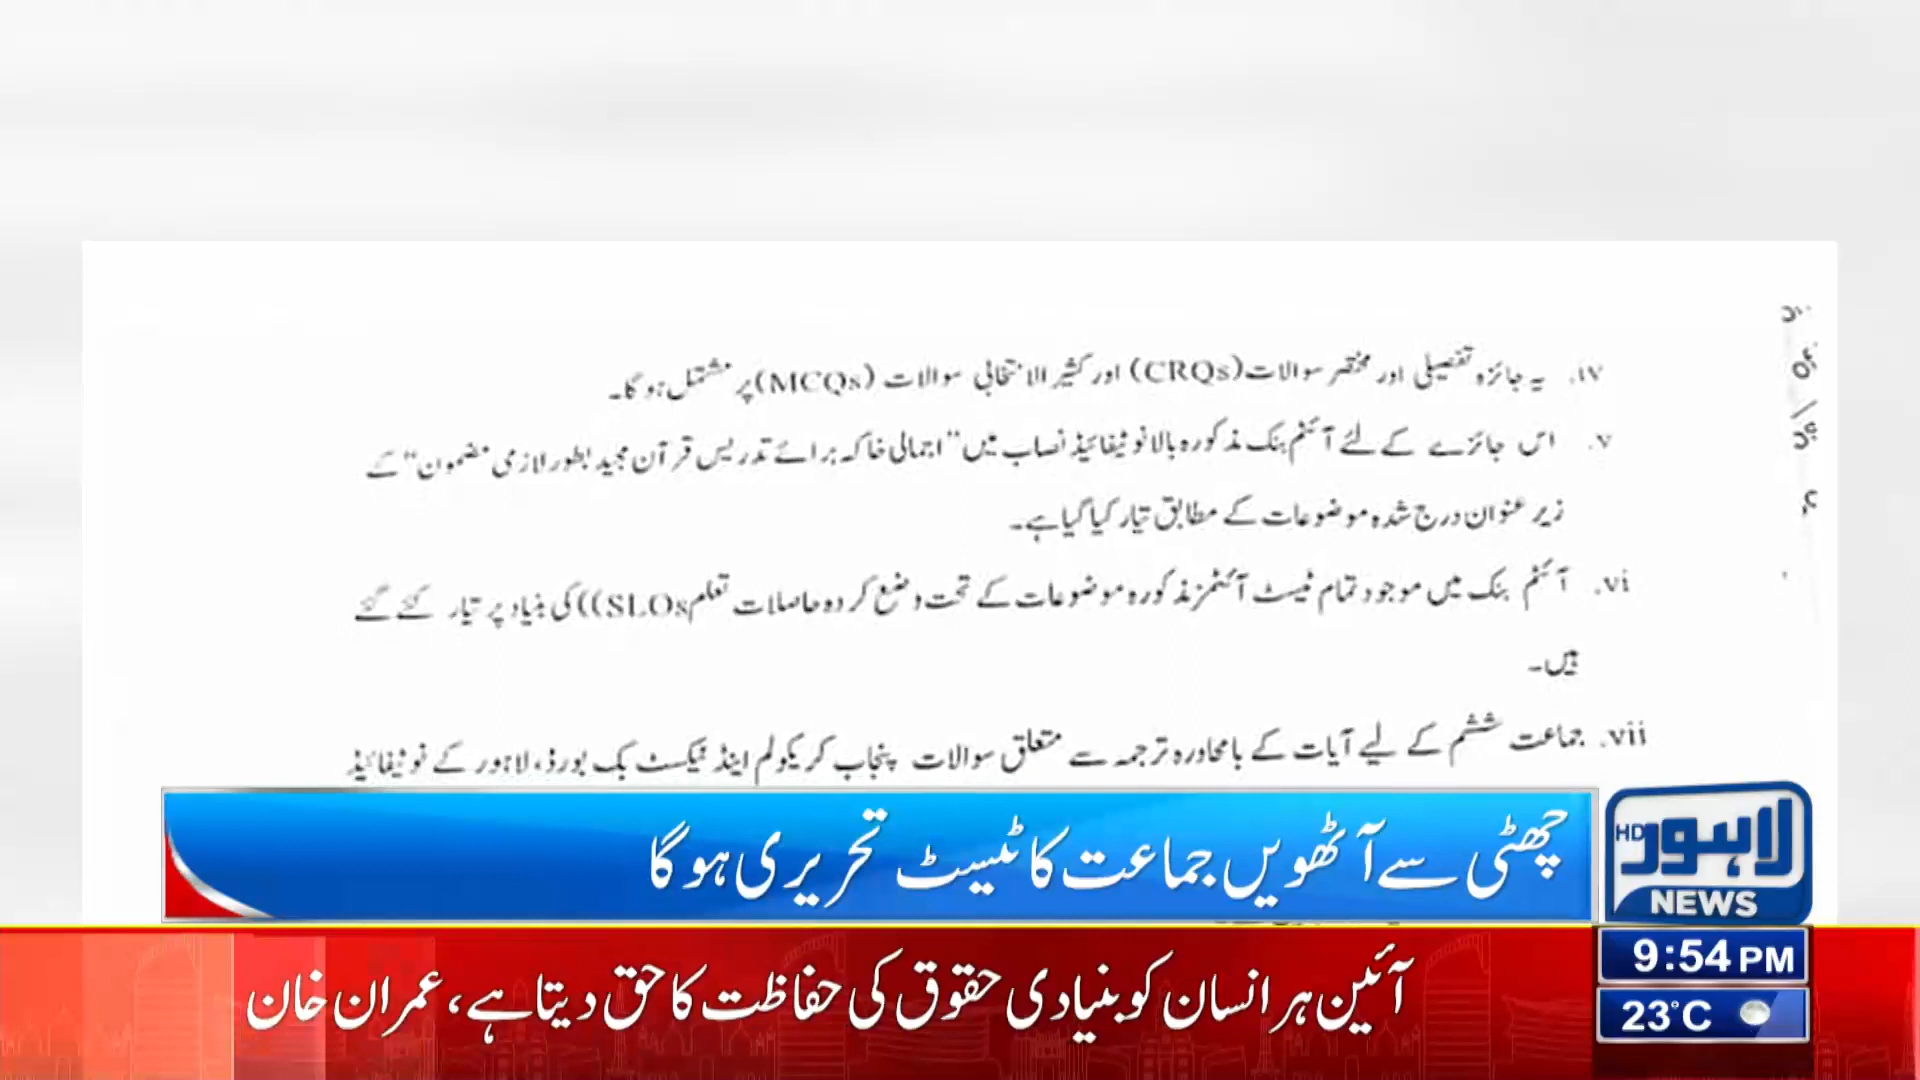 iv. یہ جائزہ تفصیلی اور مختصر سوالات(CRQs) اور کثیر الانتخابی سوالات (MCQs)پر مشتمل ہو گا۔
v. اس جائزے کے لئے آئٹم بنک مذکورہ بالا نوٹیفائیڈ نصاب میں "اجمالی خاکہ برائے تدریس قرآن مجید بطور لازمی مضمون" کے
زیر عنوان درج شدہ موضوعات کے مطابق تیار کیا گیا ہے۔
vi. آئٹم بنک میں موجود تمام ٹیسٹ آئٹمز مذکورہ موضوعات کے تحت وضع کردہ حاصلات تعلم SLOs)) کی بنیاد پر تیار کئے گئے
ہیں۔
vii. جماعت ششم کے لیے آیات کے بامحاورہ ترجمہ سے متعلق سوالات پنجاب کریکولم اینڈ ٹیکسٹ بک بورڈ، لاہور کے نوٹیفائیڈ
چھٹی سے آٹھویں جماعت کا ٹیسٹ تحریری ہو گا
لاہور HD
NEWS
9:54 PM
آئین ہر انسان کو بنیادی حقوق کی حفاظت کا حق دیتا ہے، عمران خان
23°C